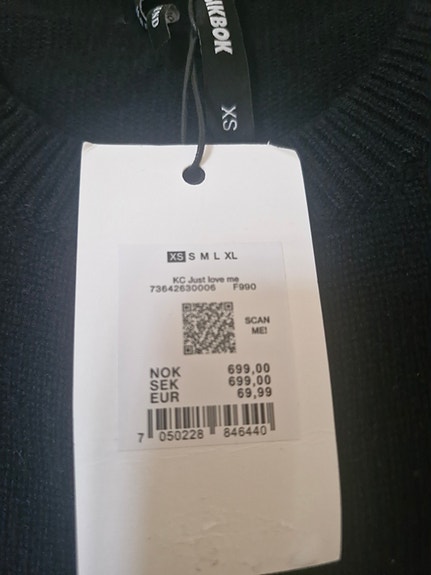 XS
XS S M L XL
KC Just love me
73642630006 F990
SCAN
ME!
NOK 699,00
SEK 699,00
EUR 69,99
7 050228 846440